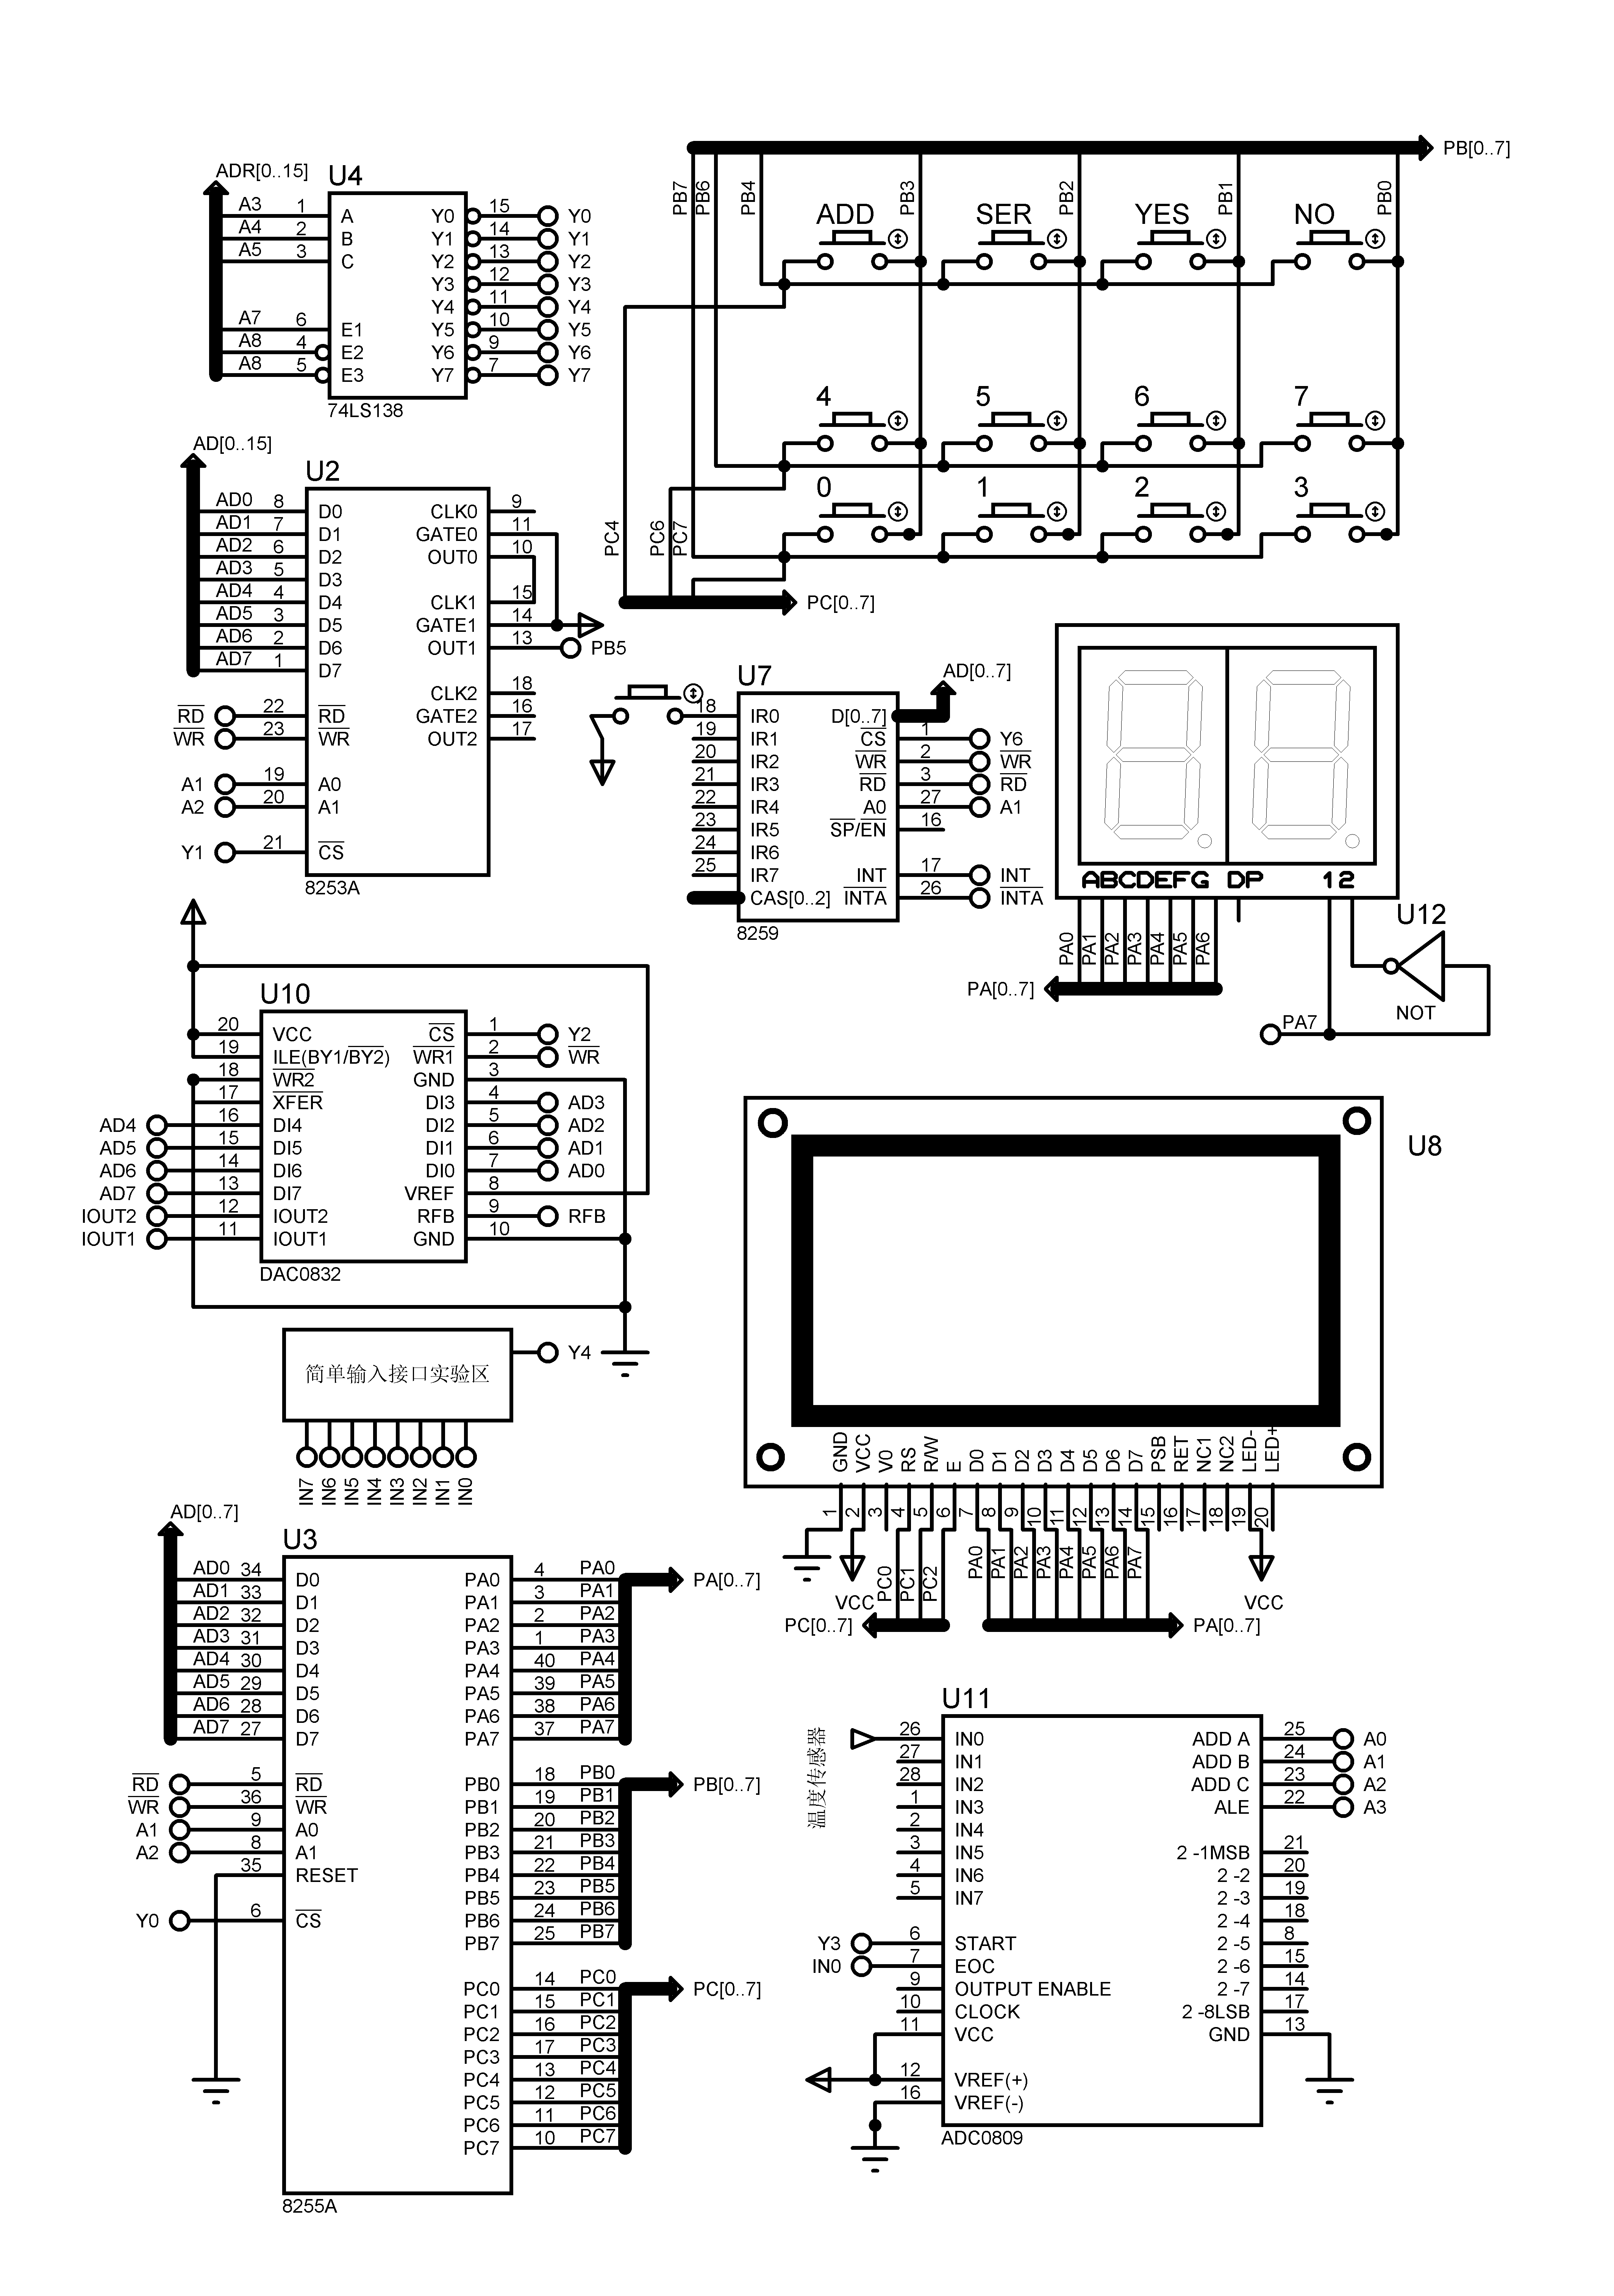 ADR[0..15]
U4
A3 1 A Y0 15 Y0
A4 2 B Y1 14 Y1
A5 3 C Y2 13 Y2
Y3 12 Y3
Y4 11 Y4
A7 6 E1 Y5 10 Y5
A8 4 E2 Y6 9 Y6
A8 5 E3 Y7 7 Y7
74LS138
PB[0..7]
PB7 PB6 PB4 PB3 PB2 PB1 PB0
ADD SER YES NO
4 5 6 7
0 1 2 3
PC4 PC6 PC7
PC[0..7]
AD[0..15]
U2
AD0 8 D0 CLK0 9
AD1 7 D1 GATE0 11
AD2 6 D2 OUT0 10
AD3 5 D3
AD4 4 D4 CLK1 15
AD5 3 D5 GATE1 14
AD6 2 D6 OUT1 13 PB5
AD7 1 D7
CLK2 18
RD 22 RD GATE2 16
WR 23 WR OUT2 17
A1 19 A0
A2 20 A1
Y1 21 CS
8253A
U7
AD[0..7]
18 IR0 D[0..7]
19 IR1 CS 1 Y6
20 IR2 WR 2 WR
21 IR3 RD 3 RD
22 IR4 A0 27 A1
23 IR5 SP/EN 16
24 IR6
25 IR7 INT 17 INT
CAS[0..2] INTA 26 INTA
8259
ABCDEFG DP 12
PA0 PA1 PA2 PA3 PA4 PA5 PA6
PA[0..7]
U12
NOT
PA7
U10
20 VCC CS 1 Y2
19 ILE(BY1/BY2) WR1 2 WR
18 WR2 GND 3
17 XFER DI3 4 AD3
AD4 16 DI4 DI2 5 AD2
AD5 15 DI5 DI1 6 AD1
AD6 14 DI6 DI0 7 AD0
AD7 13 DI7 VREF 8
IOUT2 12 IOUT2 RFB 9 RFB
IOUT1 11 IOUT1 GND 10
DAC0832
简单输入接口实验区 Y4
IN7 IN6 IN5 IN4 IN3 IN2 IN1 IN0
U8
GND VCC V0 RS R/W E D0 D1 D2 D3 D4 D5 D6 D7 PSB RET NC1 NC2 LED- LED+
1 2 3 4 5 6 7 8 9 10 11 12 13 14 15 16 17 18 19 20
PC0 PC1 PC2 PA0 PA1 PA2 PA3 PA4 PA5 PA6 PA7
VCC VCC
PC[0..7] PA[0..7]
AD[0..7]
U3
AD0 34 D0 PA0 4 PA0 PA[0..7]
AD1 33 D1 PA1 3 PA1
AD2 32 D2 PA2 2 PA2
AD3 31 D3 PA3 1 PA3
AD4 30 D4 PA4 40 PA4
AD5 29 D5 PA5 39 PA5
AD6 28 D6 PA6 38 PA6
AD7 27 D7 PA7 37 PA7
RD 5 RD PB0 18 PB0 PB[0..7]
WR 36 WR PB1 19 PB1
A1 9 A0 PB2 20 PB2
A2 8 A1 PB3 21 PB3
35 RESET PB4 22 PB4
PB5 23 PB5
Y0 6 CS PB6 24 PB6
PB7 25 PB7
PC0 14 PC0 PC[0..7]
PC1 15 PC1
PC2 16 PC2
PC3 17 PC3
PC4 13 PC4
PC5 12 PC5
PC6 11 PC6
PC7 10 PC7
8255A
U11
温度传感器
26 IN0 ADD A 25 A0
27 IN1 ADD B 24 A1
28 IN2 ADD C 23 A2
1 IN3 ALE 22 A3
2 IN4
3 IN5 2 -1MSB 21
4 IN6 2 -2 20
5 IN7 2 -3 19
2 -4 18
Y3 6 START 2 -5 8
IN0 7 EOC 2 -6 15
9 OUTPUT ENABLE 2 -7 14
10 CLOCK 2 -8LSB 17
11 VCC GND 13
12 VREF(+)
16 VREF(-)
ADC0809